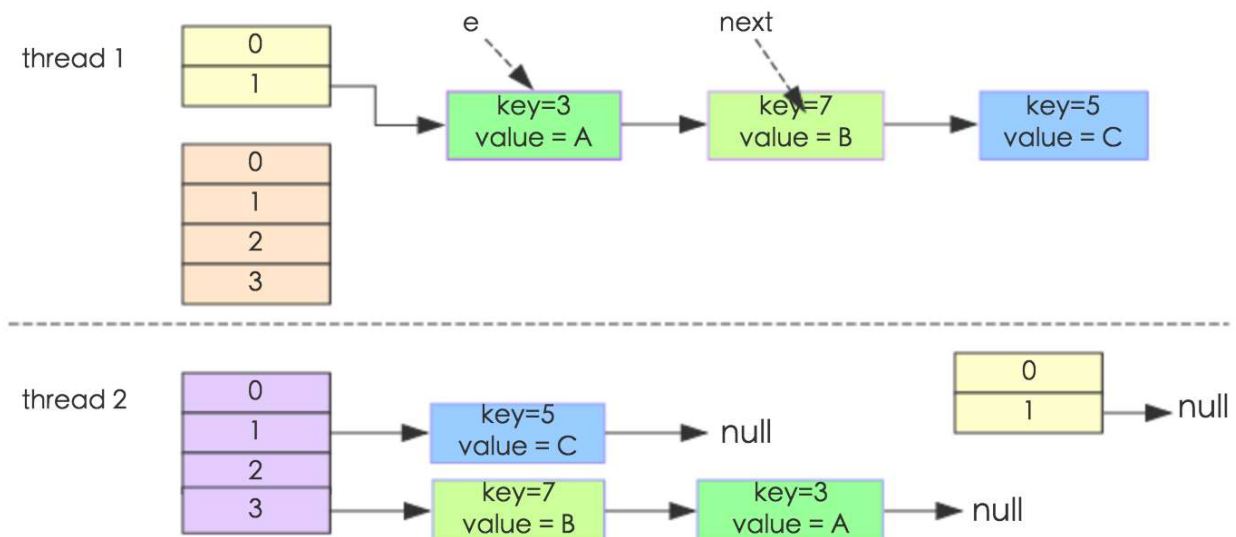 e
next
thread 1
0
1
key=3
value = A
key=7
value = B
key=5
value = C
0
1
2
3
thread 2
0
1
2
3
key=5
value = C
null
key=7
value = B
key=3
value = A
null
0
1
null